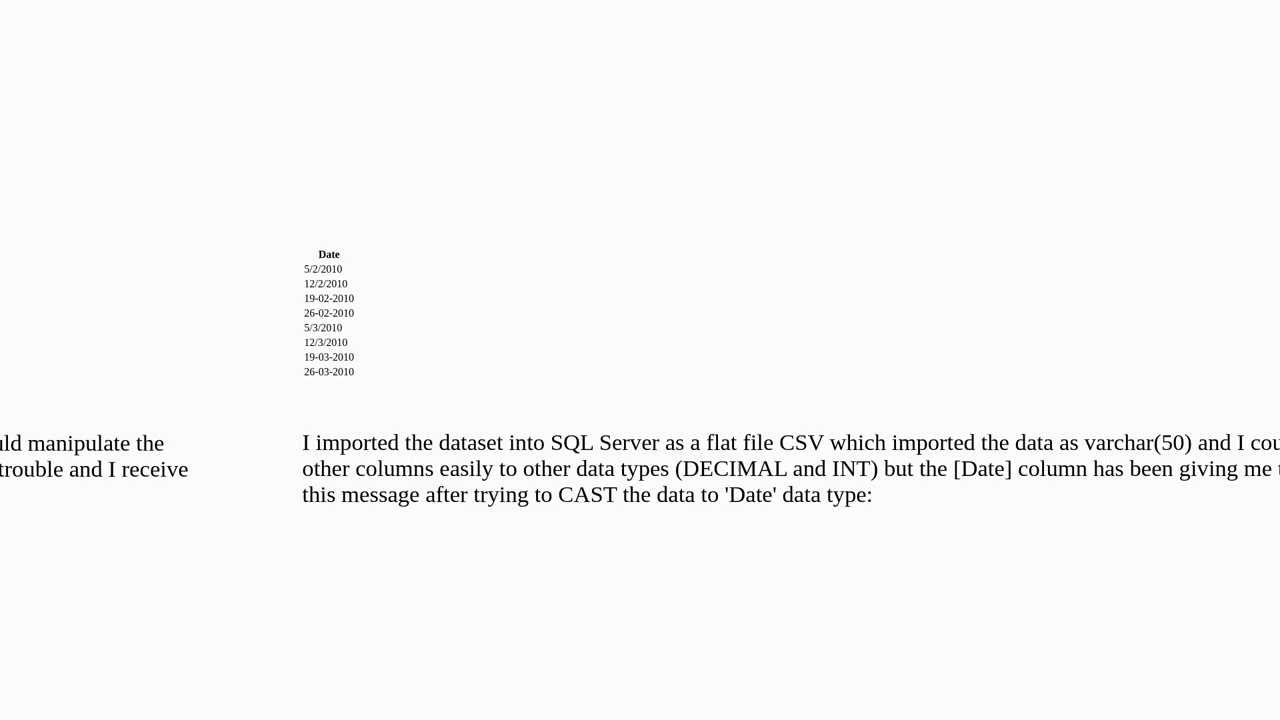 Date
5/2/2010
12/2/2010
19-02-2010
26-02-2010
5/3/2010
12/3/2010
19-03-2010
26-03-2010
I imported the dataset into SQL Server as a flat file CSV which imported the data as varchar(50) and I could manipulate the
other columns easily to other data types (DECIMAL and INT) but the [Date] column has been giving me trouble and I receive
this message after trying to CAST the data to 'Date' data type: